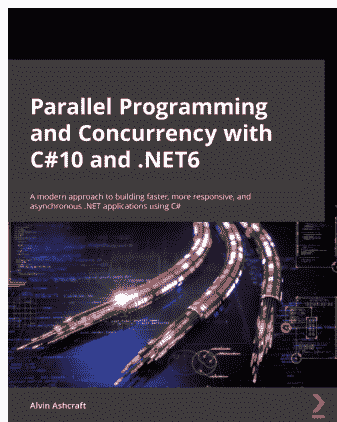 Parallel Programming
and Concurrency with
C#10 and .NET6
A modern approach to building faster, more responsive, and
asynchronous .NET applications using C#
Alvin Ashcraft